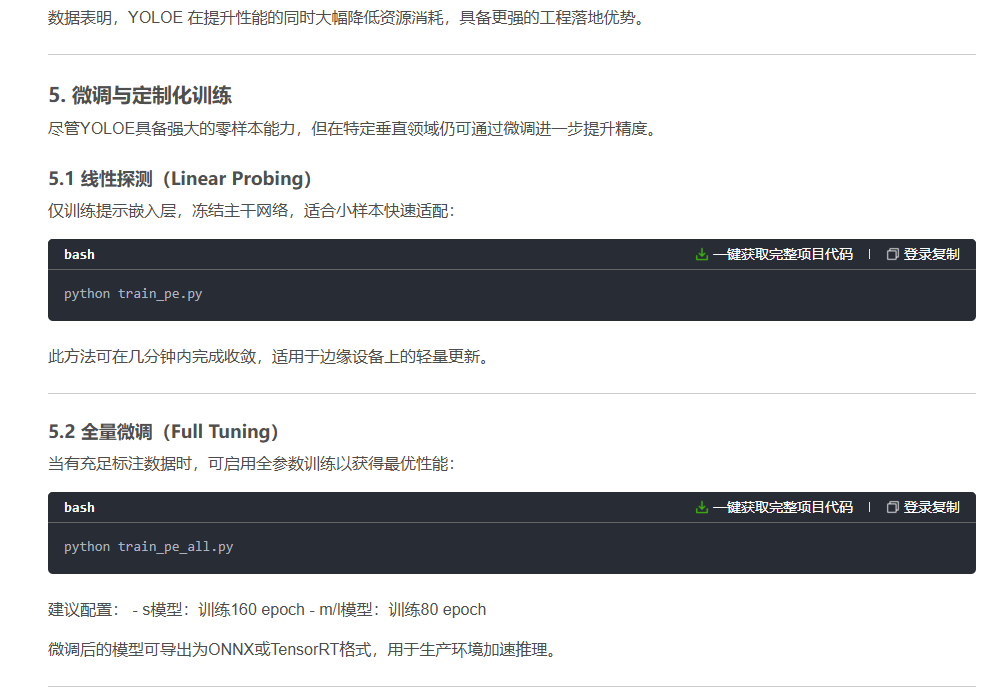 数据表明，YOLOE 在提升性能的同时大幅降低资源消耗，具备更强的工程落地优势。
5. 微调与定制化训练
尽管YOLOE具备强大的零样本能力，但在特定垂直领域仍可通过微调进一步提升精度。
5.1 线性探测（Linear Probing）
仅训练提示嵌入层，冻结主干网络，适合小样本快速适配：
bash 一键获取完整项目代码 | 登录复制
python train_pe.py
此方法可在几分钟内完成收敛，适用于边缘设备上的轻量更新。
5.2 全量微调（Full Tuning）
当有充足标注数据时，可启用全参数训练以获得最优性能：
bash 一键获取完整项目代码 | 登录复制
python train_pe_all.py
建议配置： - s模型：训练160 epoch - m/l模型：训练80 epoch
微调后的模型可导出为ONNX或TensorRT格式，用于生产环境加速推理。